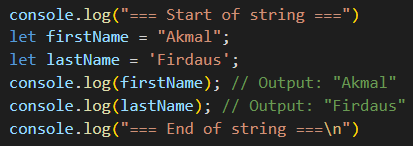 console.log("=== Start of string ===")
let firstName = "Akmal";
let lastName = 'Firdaus';
console.log(firstName); // Output: "Akmal"
console.log(lastName); // Output: "Firdaus"
console.log("=== End of string ===\n")